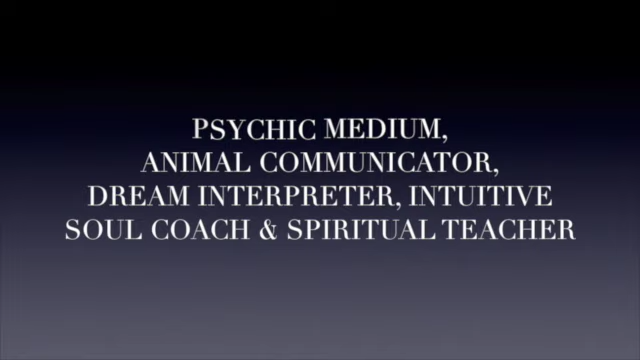 PSYCHIC MEDIUM,
ANIMAL COMMUNICATOR,
DREAM INTERPRETER, INTUITIVE
SOUL COACH & SPIRITUAL TEACHER